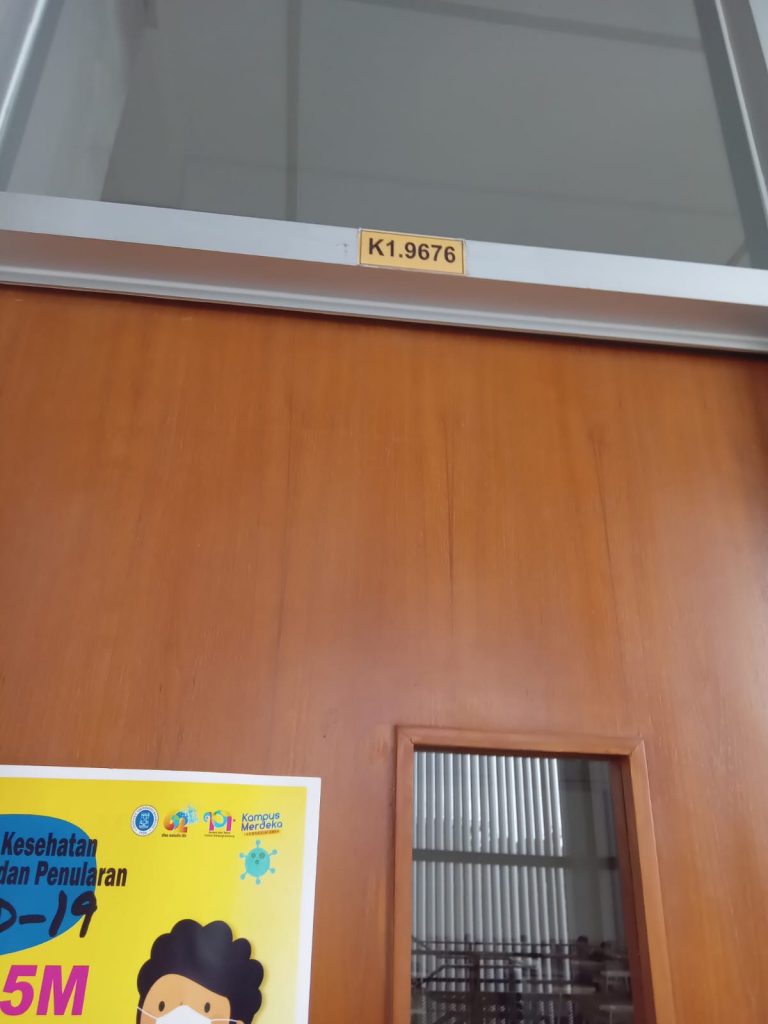 K1.9676
Kampus
Merdeka
Kesehatan
dan Penularan
D-19
5M